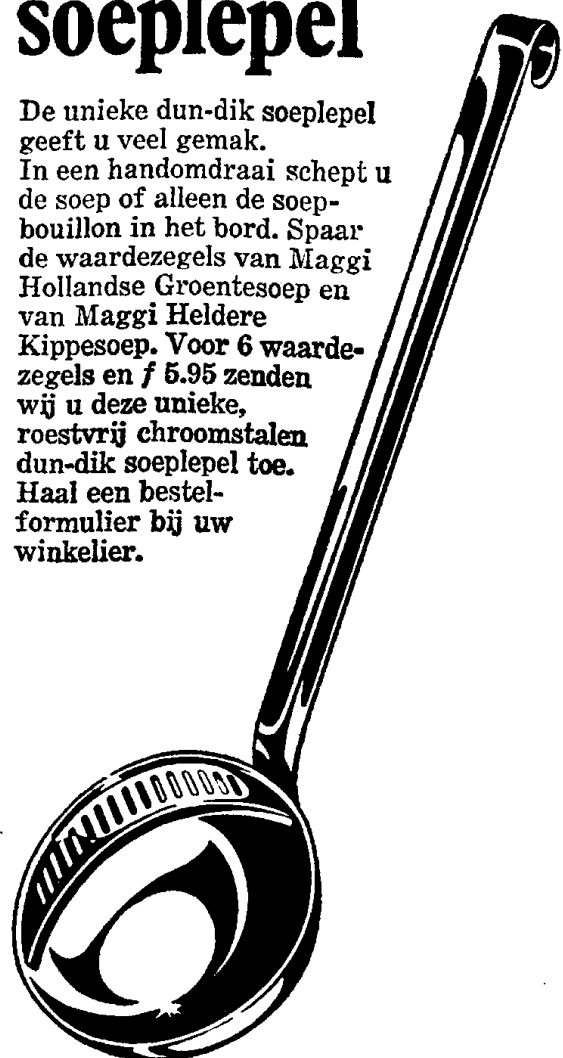 soeplepel
De unieke dun-dik soeplepel
geeft u veel gemak.
In een handomdraai schept u
de soep of alleen de soep-
bouillon in het bord. Spaar
de waardezegels van Maggi
Hollandse Groentesoep en
van Maggi Heldere
Kippesoep. Voor 6 waarde-
zegels en f 5.95 zenden
wij u deze unieke,
roestvrij chroomstalen
dun-dik soeplepel toe.
Haal een bestel-
formulier bij uw
winkelier.